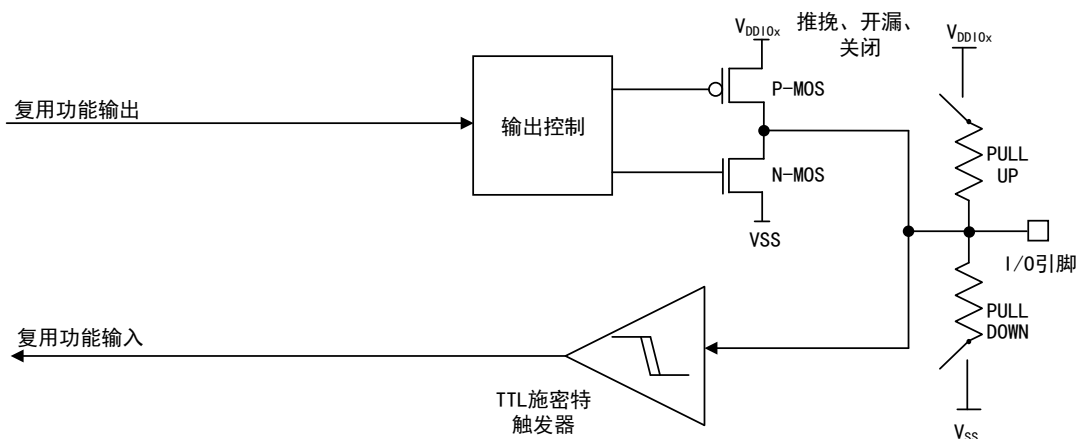 VDDIOx
推挽、开漏、
关闭
VDDIOx
P-MOS
复用功能输出
输出控制
PULL
UP
N-MOS
VSS
I/O引脚
复用功能输入
PULL
DOWN
TTL施密特
触发器
VSS